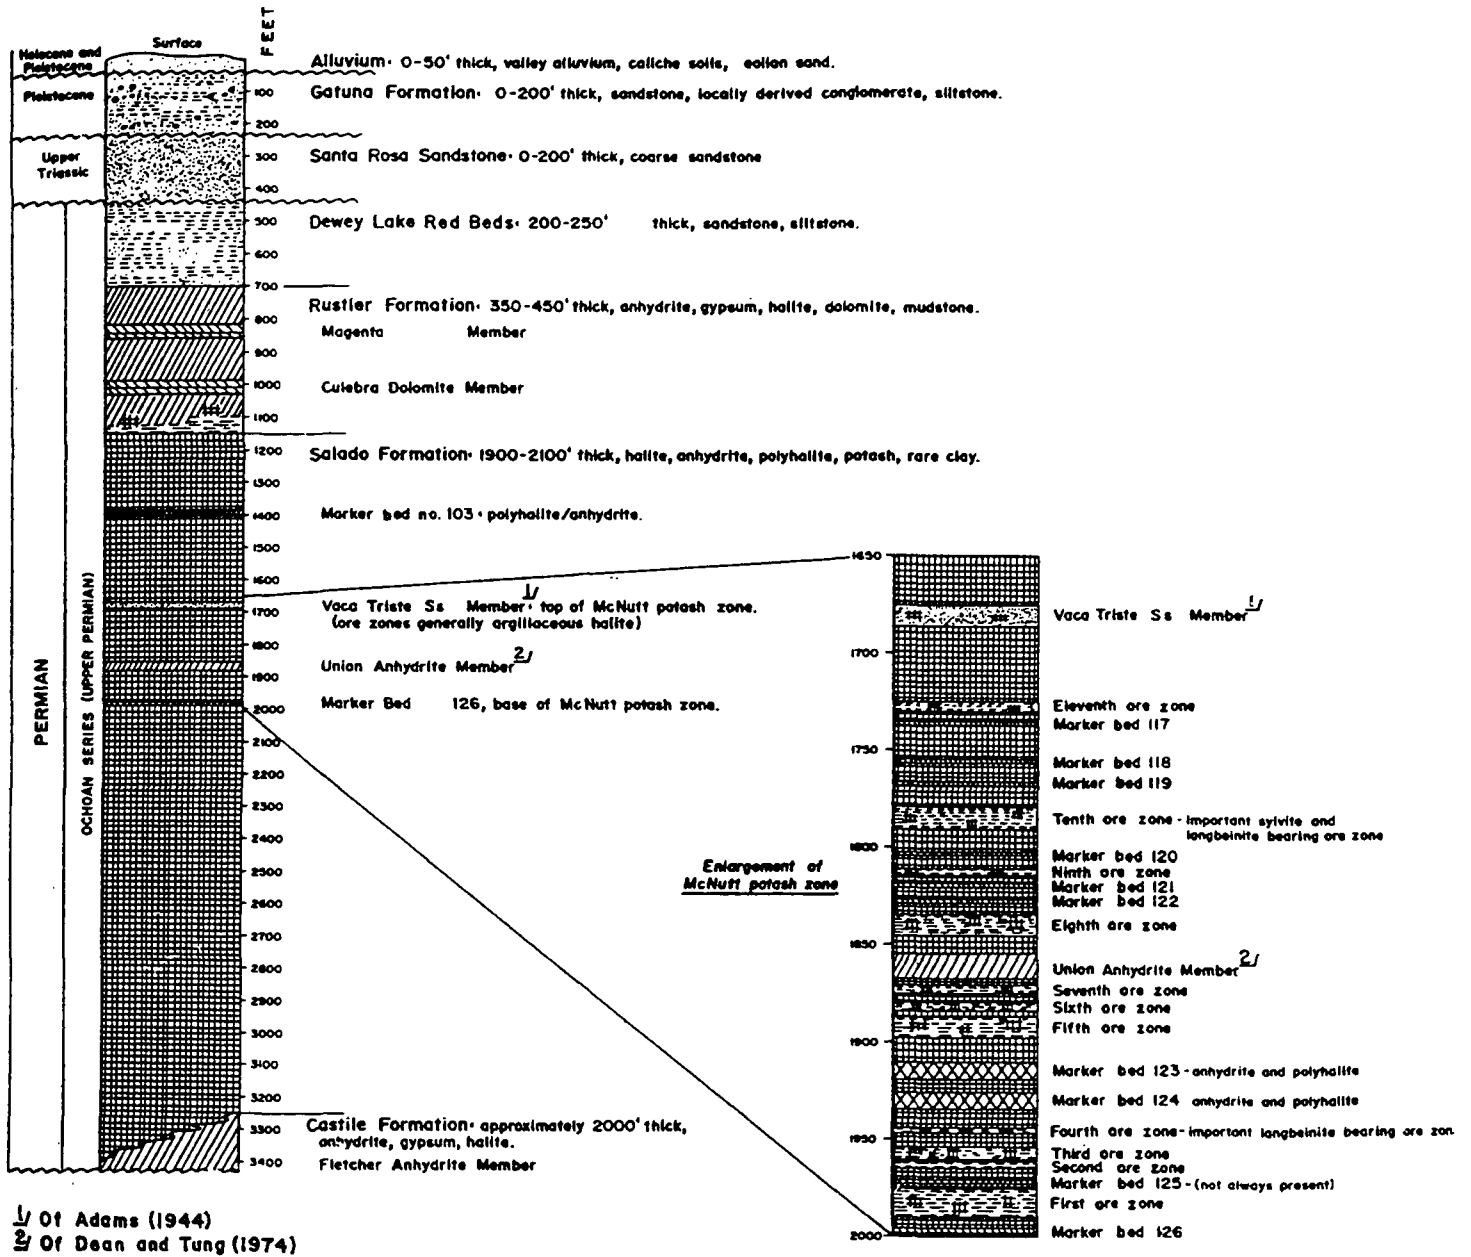 FEET
Surface
Holocene and
Pleistocene
Alluvium· 0-50' thick, valley alluvium, caliche soils, eolian sand.
Pleistocene
100
Gatuna Formation· 0-200' thick, sandstone, locally derived conglomerate, siltstone.
200
Upper
Triassic
300
Santa Rosa Sandstone· 0-200' thick, coarse sandstone
400
500
Dewey Lake Red Beds· 200-250' thick, sandstone, siltstone.
600
700
Rustler Formation· 350-450' thick, anhydrite, gypsum, halite, dolomite, mudstone.
800
Magenta Member
900
1000
Culebra Dolomite Member
1100
1200
Salado Formation· 1900-2100' thick, halite, anhydrite, polyhalite, potash, rare clay.
1300
1400
Marker bed no. 103 · polyhalite/anhydrite.
1500
1600
1700
Vaca Triste Ss Member 1/ · top of McNutt potash zone.
(ore zones generally argillaceous halite)
1800
Union Anhydrite Member 2/
1900
Marker Bed 126, base of McNutt potash zone.
2000
2100
2200
2300
2400
2500
2600
2700
2800
2900
3000
3100
3200
Castile Formation· approximately 2000' thick,
anhydrite, gypsum, halite.
3300
3400
Fletcher Anhydrite Member
PERMIAN
OCHOAN SERIES (UPPER PERMIAN)
Enlargement of
McNutt potash zone
1650
Vaca Triste Ss Member 1/
1700
Eleventh ore zone
Marker bed 117
1750
Marker bed 118
Marker bed 119
Tenth ore zone - important sylvite and
langbeinite bearing ore zone
1800
Marker bed 120
Ninth ore zone
Marker bed 121
Marker bed 122
Eighth ore zone
1850
Union Anhydrite Member 2/
Seventh ore zone
Sixth ore zone
Fifth ore zone
1900
Marker bed 123 - anhydrite and polyhalite
Marker bed 124 anhydrite and polyhalite
Fourth ore zone - important langbeinite bearing ore zon
1950
Third ore zone
Second ore zone
Marker bed 125 - (not always present)
First ore zone
2000
Marker bed 126
1/ Of Adams (1944)
2/ Of Dean and Tung (1974)